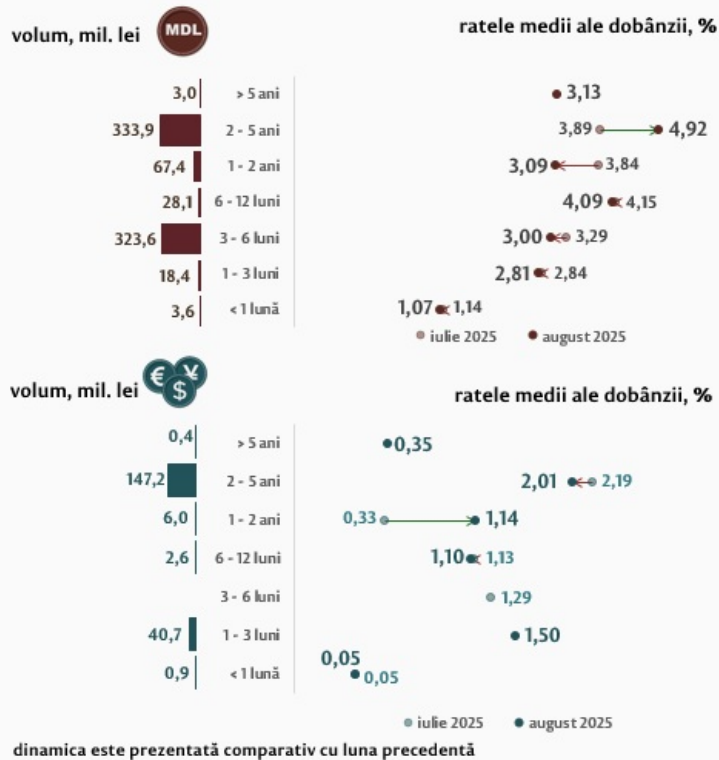 volum, mil. lei MDL ratele medii ale dobânzii, %
3,0 > 5 ani 3,13
333,9 2 - 5 ani 3,89 4,92
67,4 1 - 2 ani 3,09 3,84
28,1 6 - 12 luni 4,09 4,15
323,6 3 - 6 luni 3,00 3,29
18,4 1 - 3 luni 2,81 2,84
3,6 < 1 lună 1,07 1,14
iulie 2025 august 2025
volum, mil. lei € ¥ $ ratele medii ale dobânzii, %
0,4 > 5 ani 0,35
147,2 2 - 5 ani 2,01 2,19
6,0 1 - 2 ani 0,33 1,14
2,6 6 - 12 luni 1,10 1,13
3 - 6 luni 1,29
40,7 1 - 3 luni 1,50
0,9 < 1 lună 0,05 0,05
iulie 2025 august 2025
dinamica este prezentată comparativ cu luna precedentă